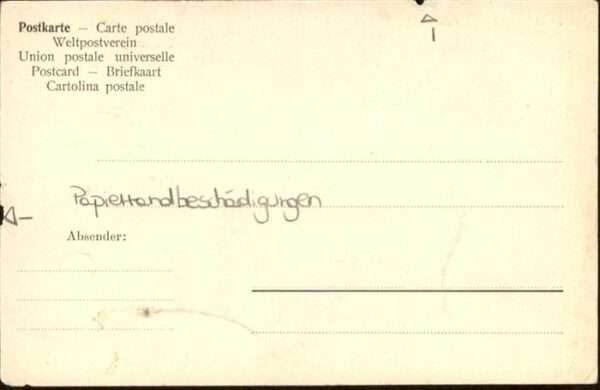 Postkarte — Carte postale
Weltpostverein
Union postale universelle
Postcard — Briefkaart
Cartolina postale
Papierrandbeschädigungen
Absender: